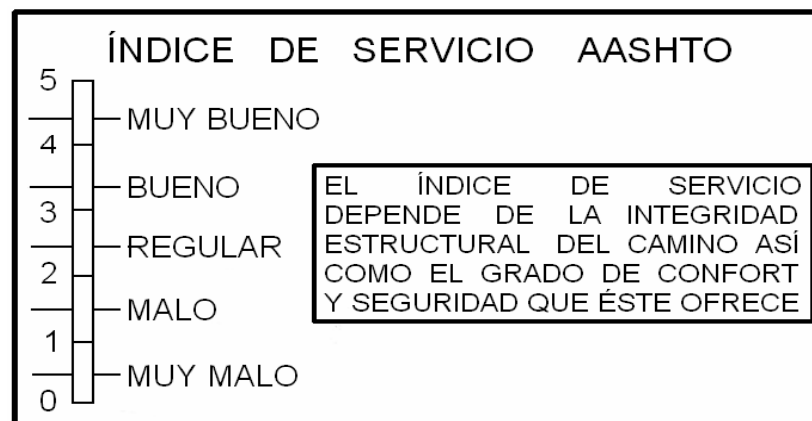 ÍNDICE DE SERVICIO AASHTO
5
MUY BUENO
4
BUENO
3
REGULAR
2
MALO
1
MUY MALO
0
EL ÍNDICE DE SERVICIO
DEPENDE DE LA INTEGRIDAD
ESTRUCTURAL DEL CAMINO ASÍ
COMO EL GRADO DE CONFORT
Y SEGURIDAD QUE ÉSTE OFRECE